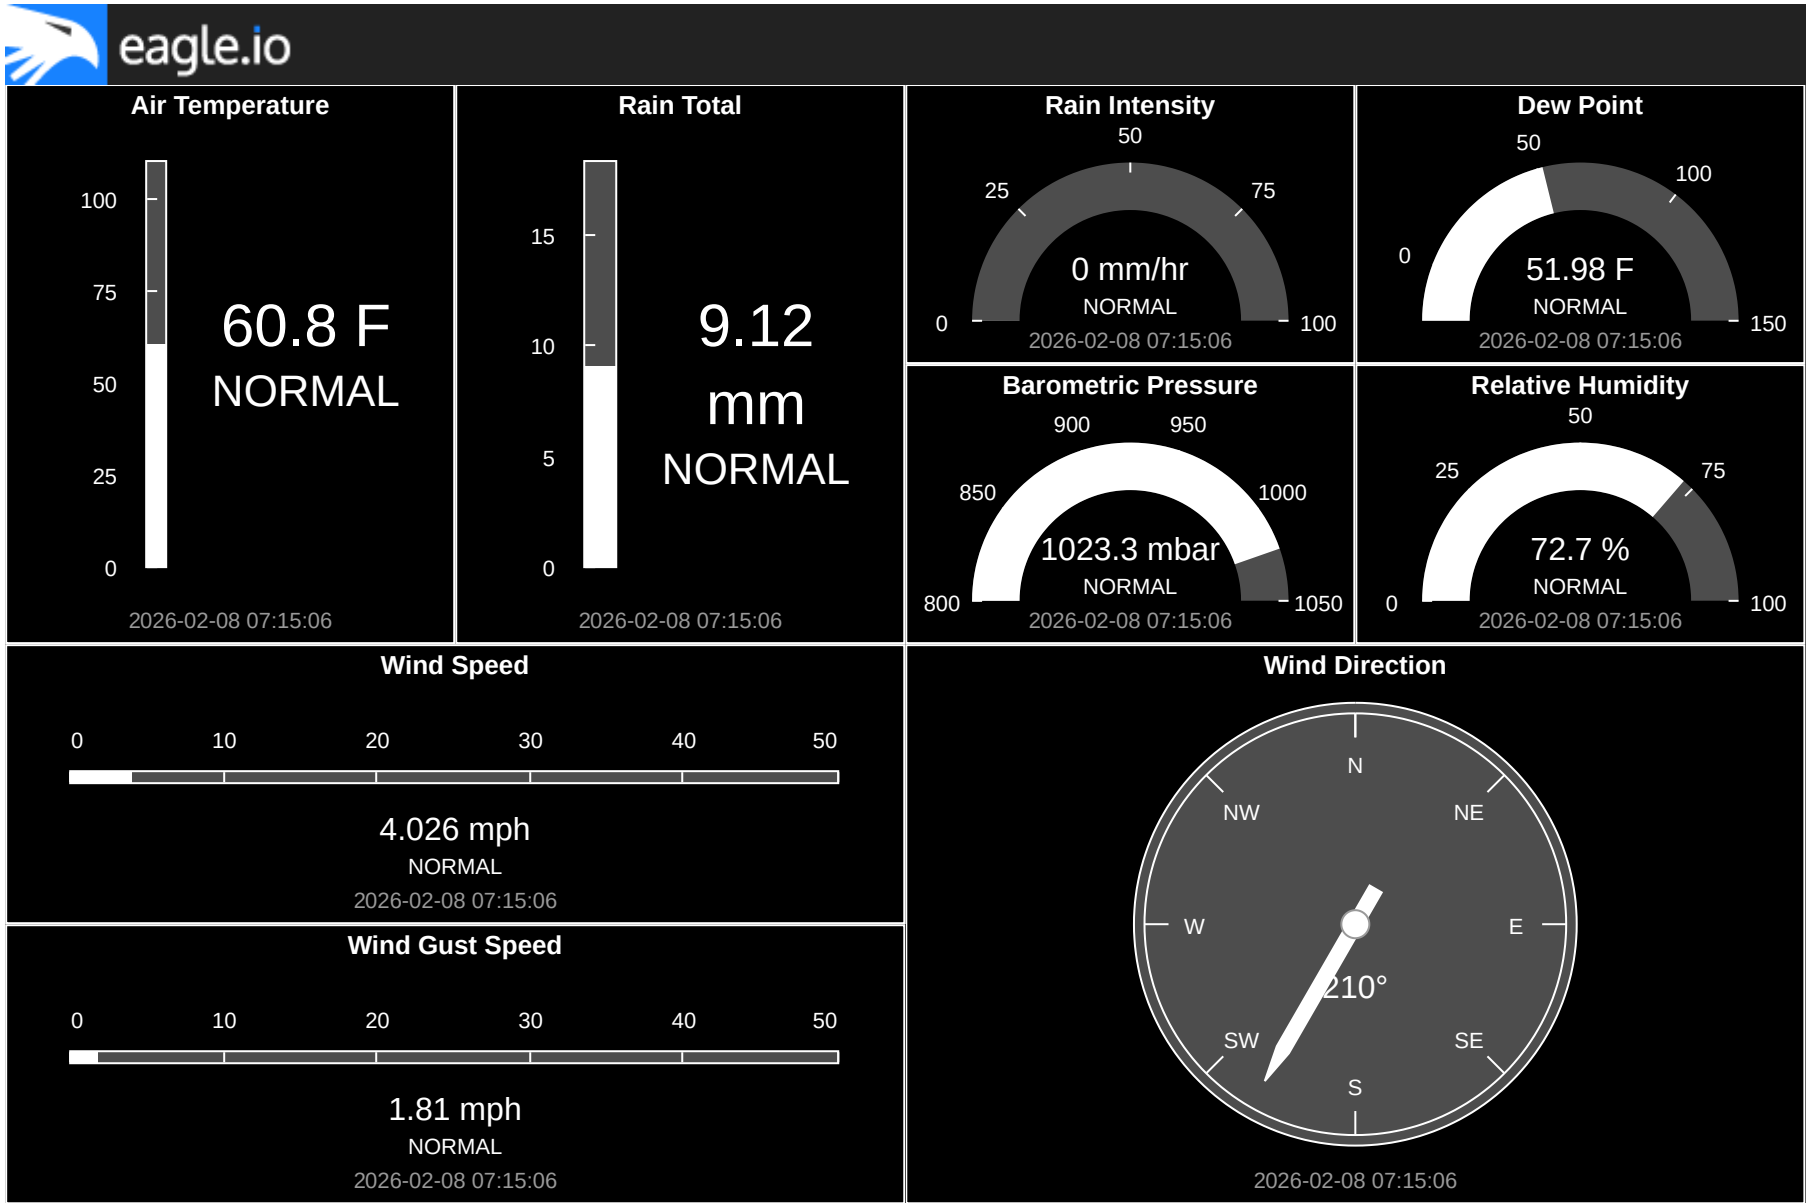 eagle.io
Air Temperature
100
75
50
25
0
60.8 F
NORMAL
2026-02-08 07:15:06
Rain Total
15
10
5
0
9.12
mm
NORMAL
2026-02-08 07:15:06
Rain Intensity
0
25
50
75
100
0 mm/hr
NORMAL
2026-02-08 07:15:06
Dew Point
0
50
100
150
51.98 F
NORMAL
2026-02-08 07:15:06
Barometric Pressure
800
850
900
950
1000
1050
1023.3 mbar
NORMAL
2026-02-08 07:15:06
Relative Humidity
0
25
50
75
100
72.7 %
NORMAL
2026-02-08 07:15:06
Wind Speed
0 10 20 30 40 50
4.026 mph
NORMAL
2026-02-08 07:15:06
Wind Gust Speed
0 10 20 30 40 50
1.81 mph
NORMAL
2026-02-08 07:15:06
Wind Direction
N
NW NE
W E
210°
SW SE
S
2026-02-08 07:15:06